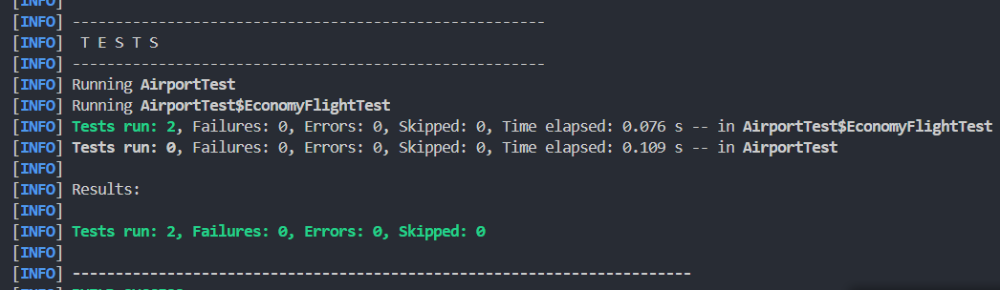 [INFO]
[INFO] -------------------------------------------------------
[INFO]  T E S T S
[INFO] -------------------------------------------------------
[INFO] Running AirportTest
[INFO] Running AirportTest$EconomyFlightTest
[INFO] Tests run: 2, Failures: 0, Errors: 0, Skipped: 0, Time elapsed: 0.076 s -- in AirportTest$EconomyFlightTest
[INFO] Tests run: 0, Failures: 0, Errors: 0, Skipped: 0, Time elapsed: 0.109 s -- in AirportTest
[INFO]
[INFO] Results:
[INFO]
[INFO] Tests run: 2, Failures: 0, Errors: 0, Skipped: 0
[INFO]
[INFO] ------------------------------------------------------------------------